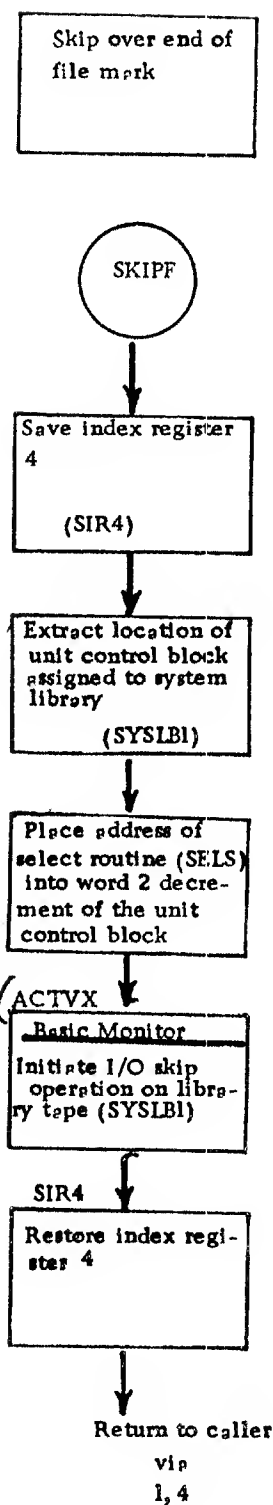 Skip over end of
file mark
SKIPF
Save index register
4
(SIR4)
Extract location of
unit control block
assigned to system
library
(SYSLB1)
Place address of
select routine (SELS)
into word 2 decre-
ment of the unit
control block
(ACTVX
Basic Monitor
Initiate I/O skip
operation on libra-
ry tape (SYSLB1)
SIR4
Restore index regi-
ster 4
Return to caller
via
1, 4